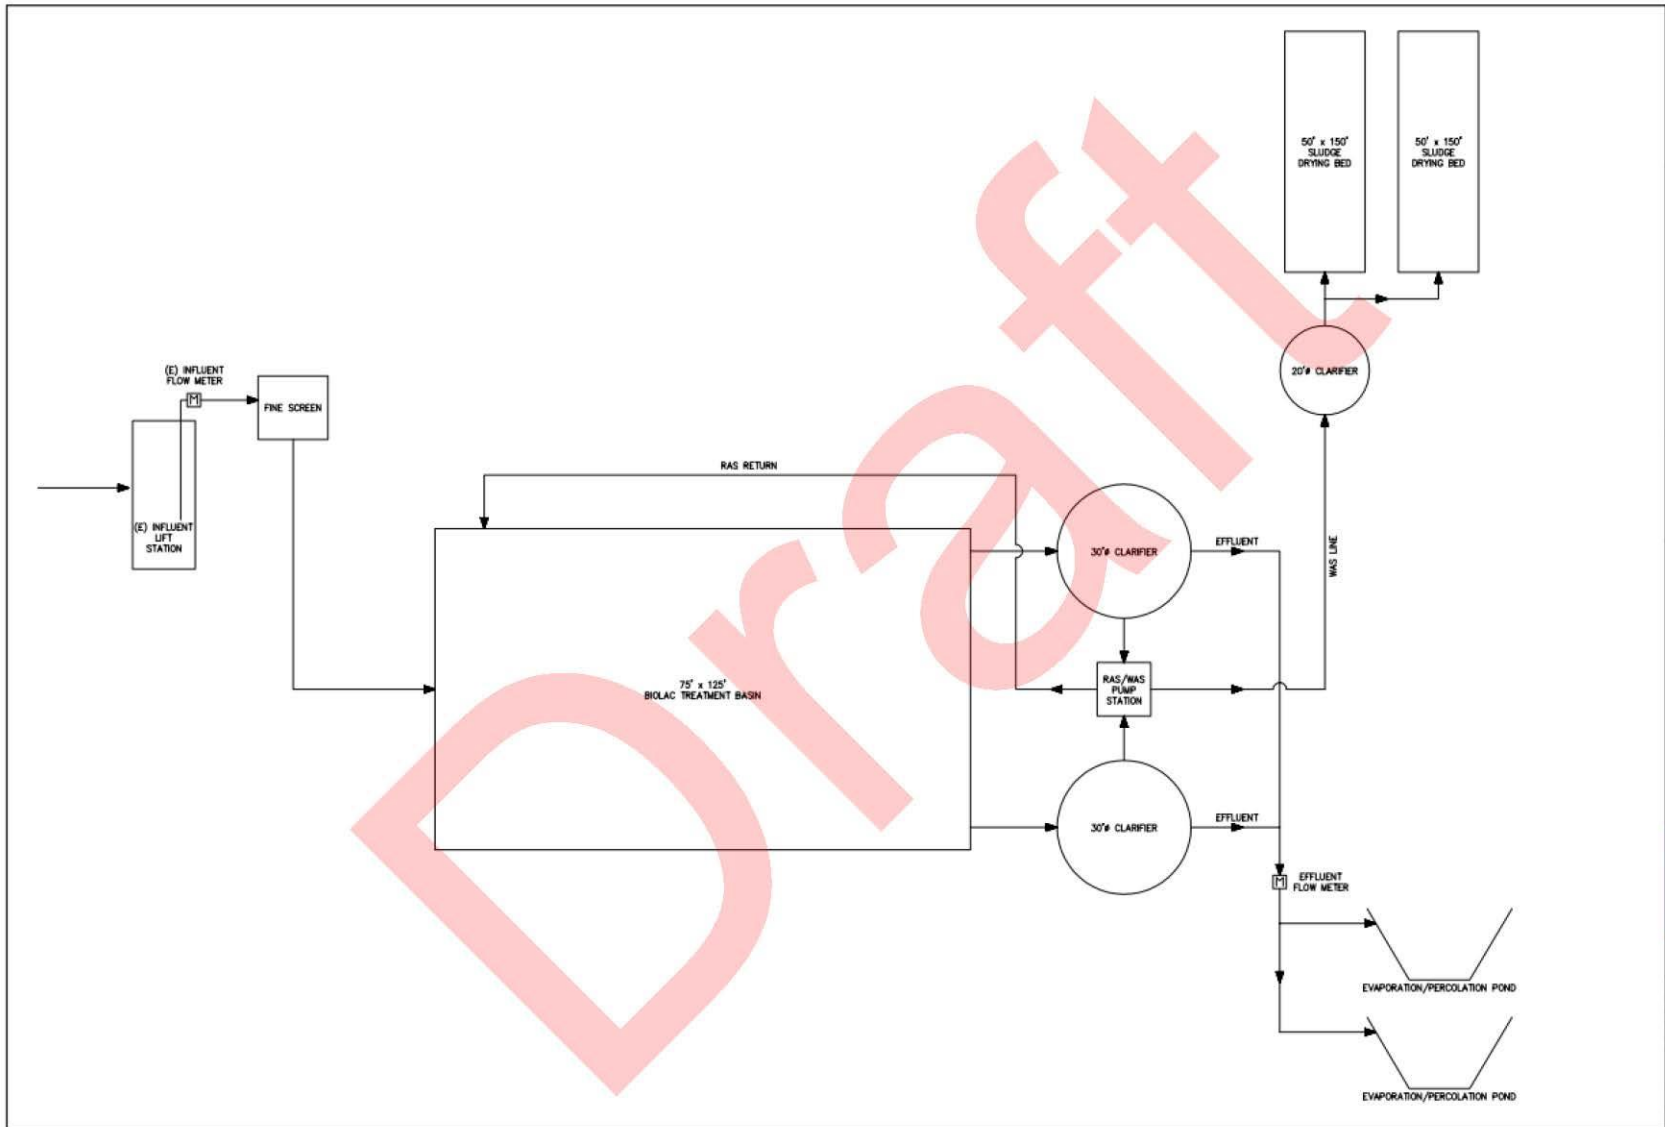 50' x 150'
SLUDGE
DRYING BED
50' x 150'
SLUDGE
DRYING BED
20'ø CLARIFIER
(E) INFLUENT
FLOW METER
M
FINE SCREEN
(E) INFLUENT
LIFT
STATION
RAS RETURN
30'ø CLARIFIER
EFFLUENT
WAS LINE
75' x 125'
BIOLAC TREATMENT BASIN
RAS/WAS
PUMP
STATION
30'ø CLARIFIER
EFFLUENT
M
EFFLUENT
FLOW METER
EVAPORATION/PERCOLATION POND
EVAPORATION/PERCOLATION POND
Draft